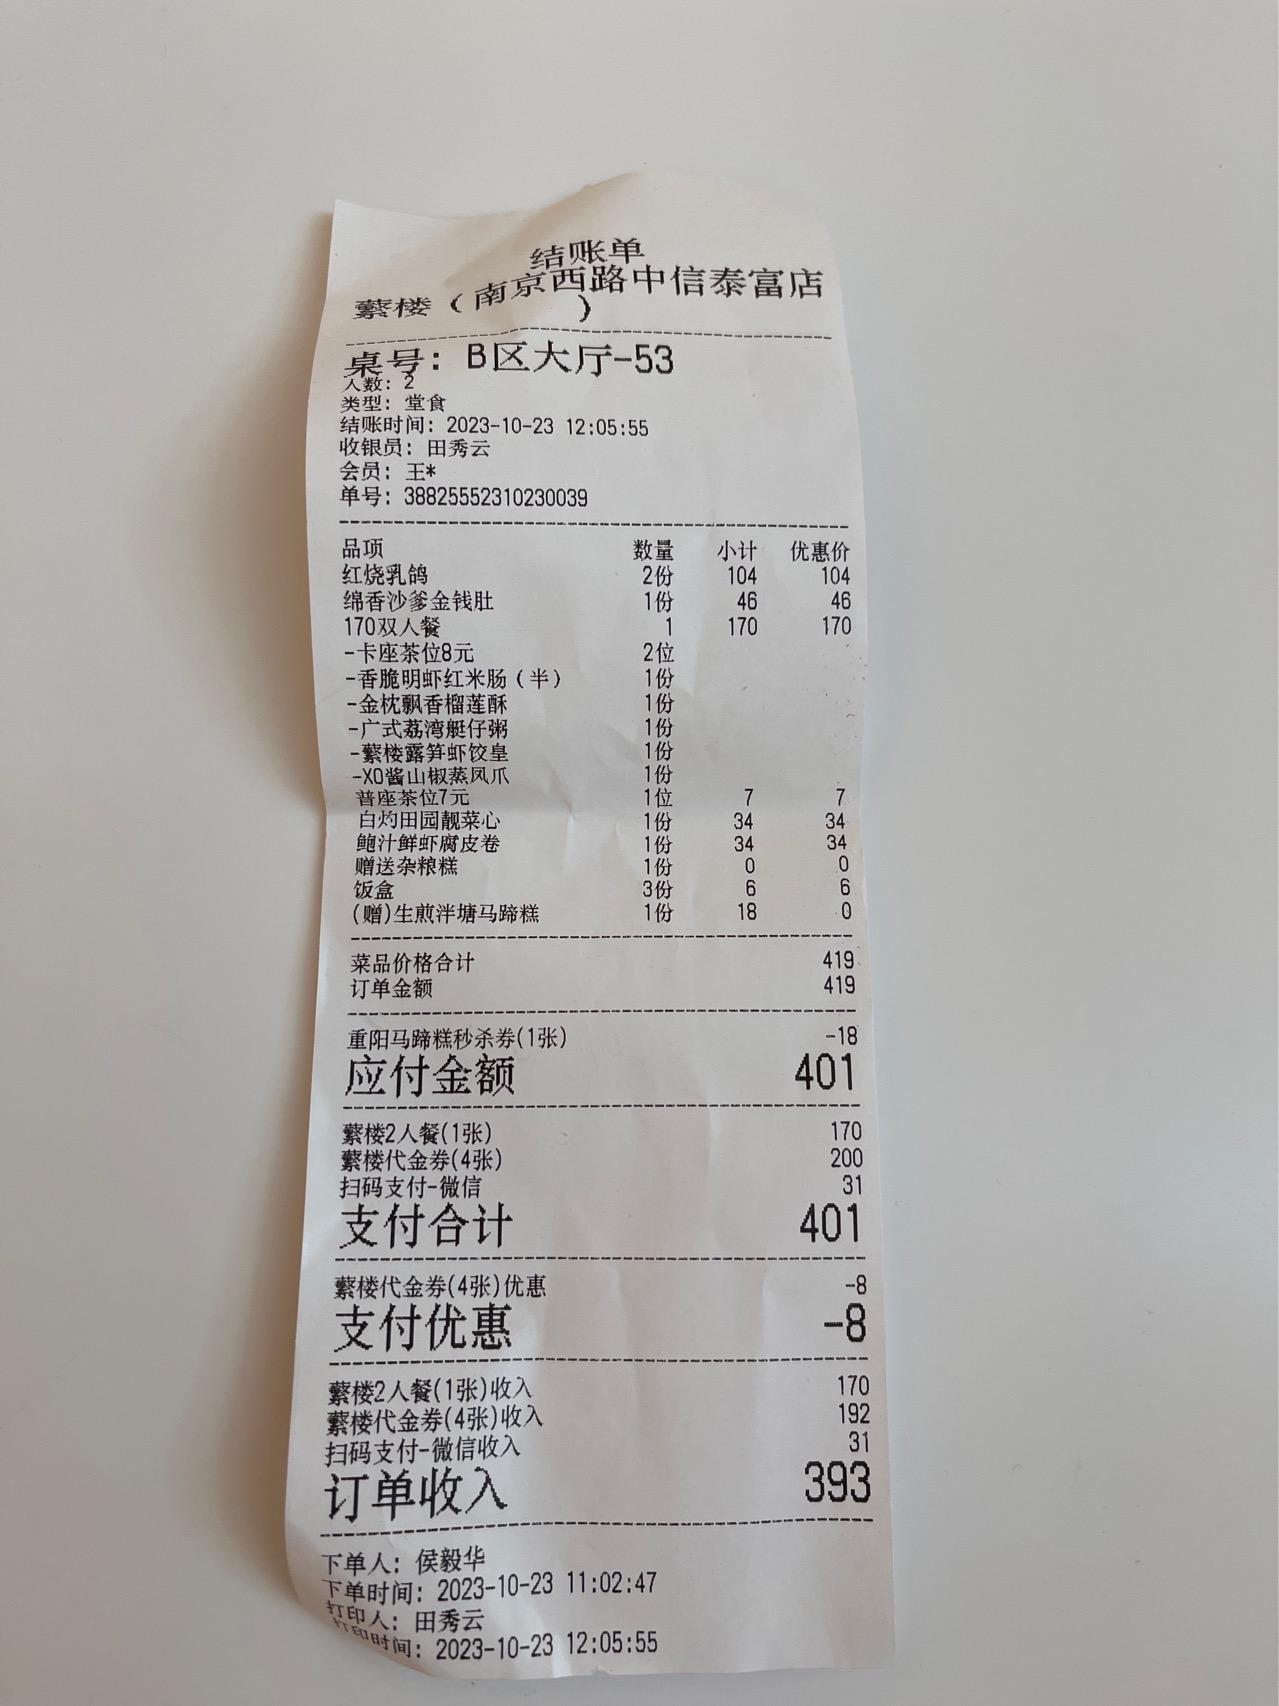 结账单
蘩楼（南京西路中信泰富店
）
桌号: B区大厅-53
人数: 2
类型: 堂食
结账时间: 2023-10-23 12:05:55
收银员: 田秀云
会员: 王*
单号: 38825552310230039
品项 数量 小计 优惠价
红烧乳鸽 2份 104 104
绵香沙爹金钱肚 1份 46 46
170双人餐 1 170 170
-卡座茶位8元 2位
-香脆明虾红米肠（半） 1份
-金枕飘香榴莲酥 1份
-广式荔湾艇仔粥 1份
-蘩楼露笋虾饺皇 1份
-XO酱山椒蒸凤爪 1份
普座茶位7元 1位 7 7
白灼田园靓菜心 1份 34 34
鲍汁鲜虾腐皮卷 1份 34 34
赠送杂粮糕 1份 0 0
饭盒 3份 6 6
(赠)生煎泮塘马蹄糕 1份 18 0
菜品价格合计 419
订单金额 419
重阳马蹄糕秒杀券(1张) -18
应付金额 401
蘩楼2人餐(1张) 170
蘩楼代金券(4张) 200
扫码支付-微信 31
支付合计 401
蘩楼代金券(4张)优惠 -8
支付优惠 -8
蘩楼2人餐(1张)收入 170
蘩楼代金券(4张)收入 192
扫码支付-微信收入 31
订单收入 393
下单人: 侯毅华
下单时间: 2023-10-23 11:02:47
打印人: 田秀云
打印时间: 2023-10-23 12:05:55